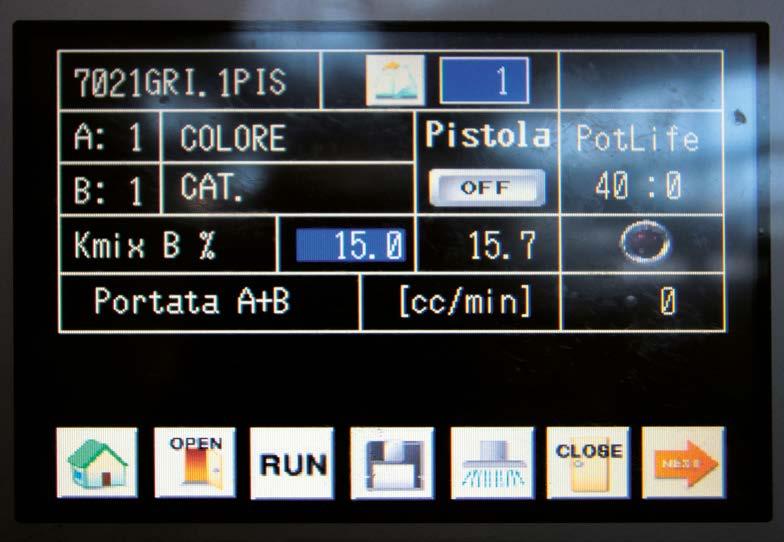 7021GRI.1PIS 1
A: 1 COLORE Pistola PotLife
B: 1 CAT. OFF 40 :0
Kmix B % 15.0 15.7
Portata A+B [cc/min] 0
OPEN RUN CLOSE NEXT